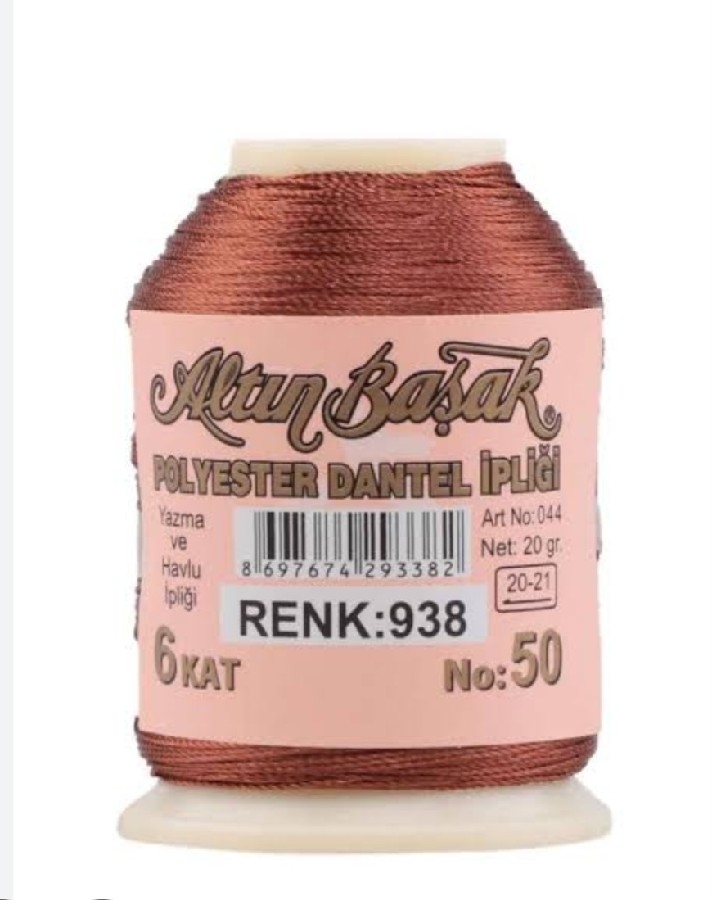 Altın Başak®
POLYESTER DANTEL İPLİĞİ
Yazma
ve
Havlu
İpliği
8 697674 293382
Art No: 044
Net: 20 gr.
20-21
RENK:938
6 KAT
No: 50